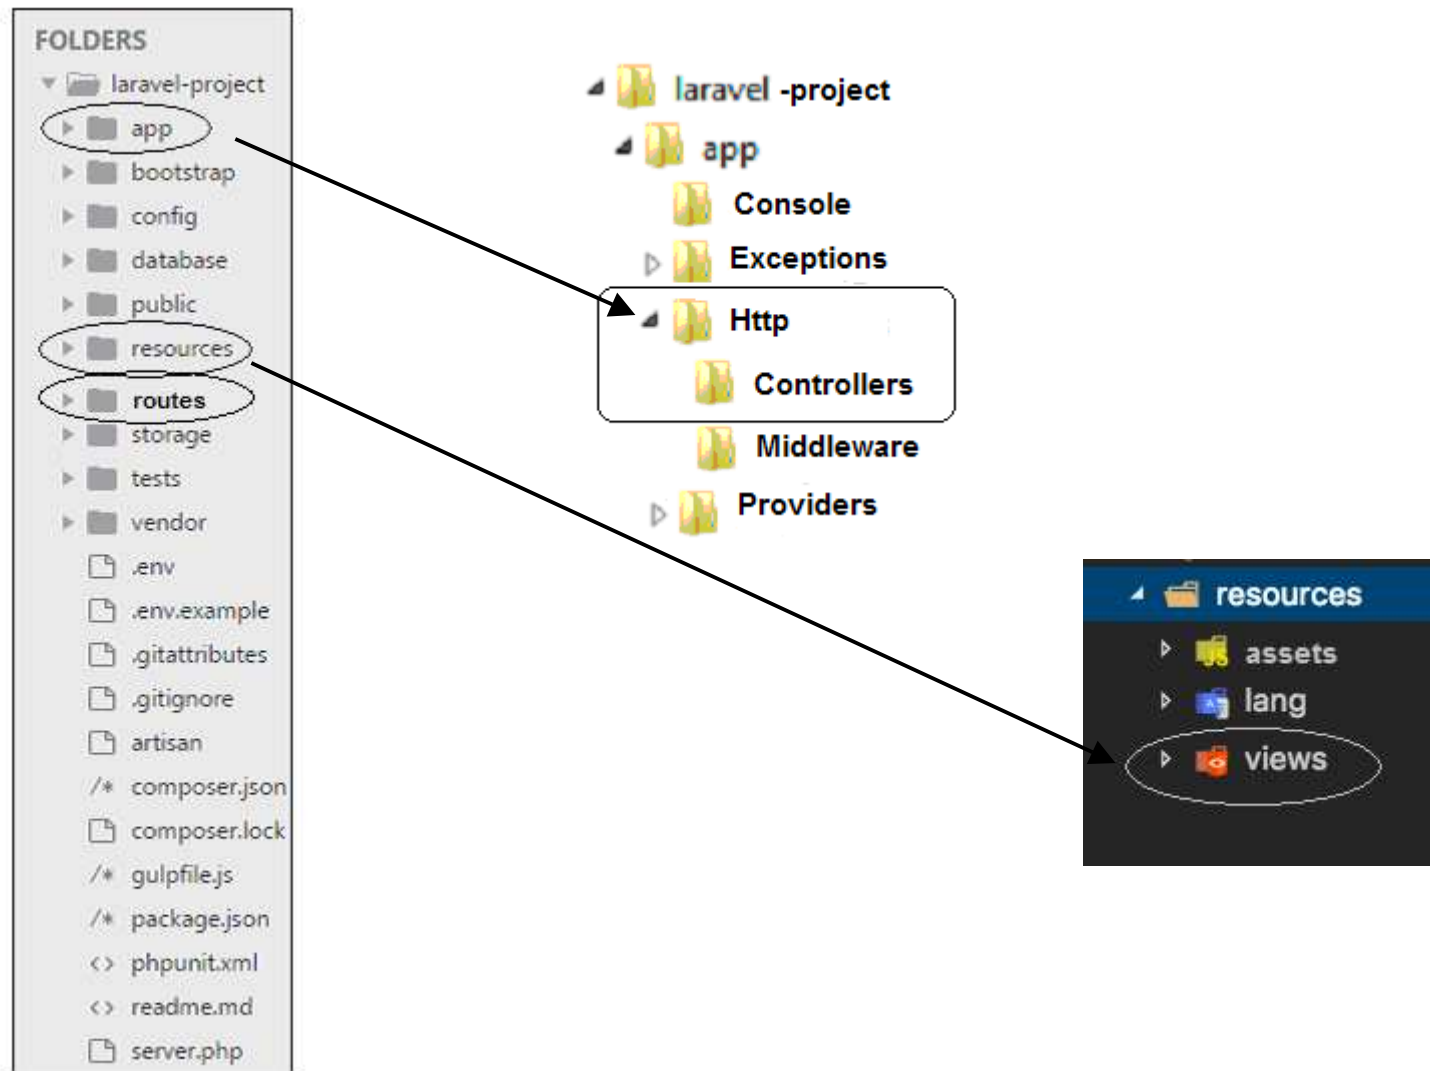 FOLDERS
laravel-project
app
bootstrap
config
database
public
resources
routes
storage
tests
vendor
.env
.env.example
.gitattributes
.gitignore
artisan
/* composer.json
composer.lock
/* gulpfile.js
/* package.json
<> phpunit.xml
<> readme.md
server.php
laravel -project
app
Console
Exceptions
Http
Controllers
Middleware
Providers
resources
JS assets
lang
views